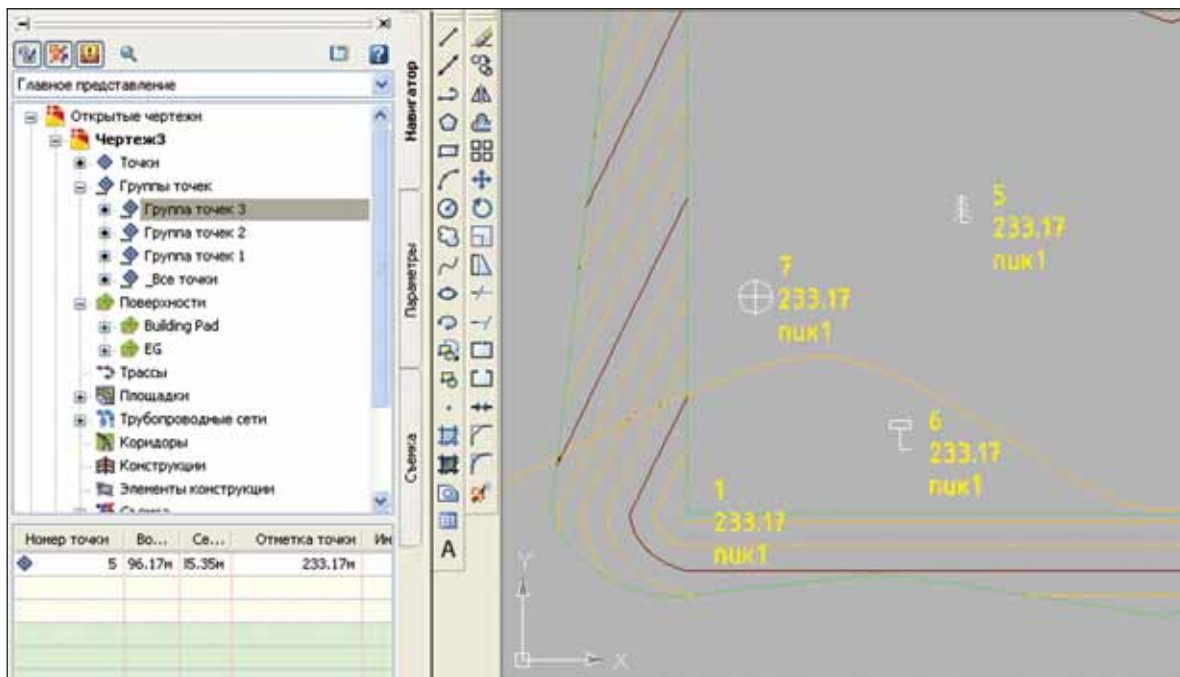 Главное представление
Открытые чертежи
Чертеж3
Точки
Группы точек
Группа точек 3
Группа точек 2
Группа точек 1
_Все точки
Поверхности
Building Pad
EG
Трассы
Площадки
Трубопроводные сети
Коридоры
Конструкции
Элементы конструкции
Съемка
Навигатор
Параметры
Съемка
Номер точки Во... Се... Отметка точки Ин
5 96.17м 15.35м 233.17м
A
5
233.17
пик1
7
233.17
пик1
6
233.17
пик1
1
233.17
пик1
Y
X